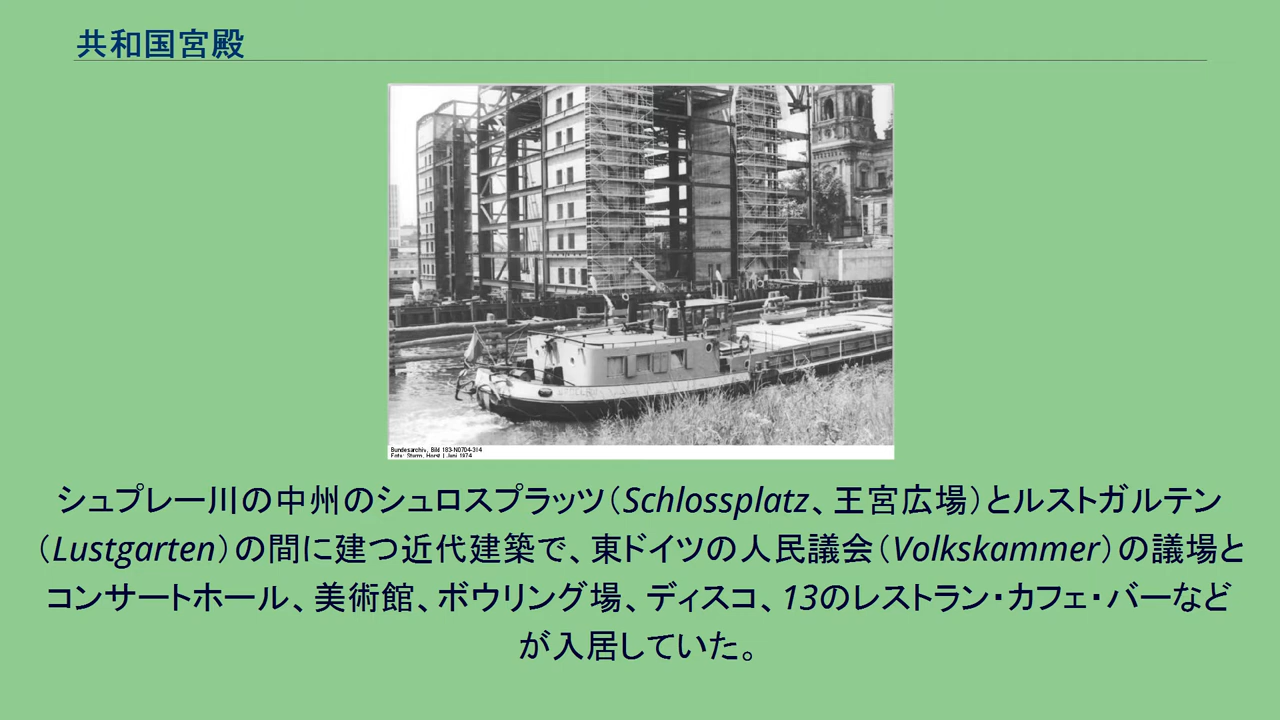 共和国宮殿
Bundesarchiv, Bild 183-N0704-314
Foto: Sturm, Horst | Juni 1974
シュプレー川の中州のシュロスプラッツ（Schlossplatz、王宮広場）とルストガルテン
（Lustgarten）の間に建つ近代建築で、東ドイツの人民議会（Volkskammer）の議場と
コンサートホール、美術館、ボウリング場、ディスコ、13のレストラン・カフェ・バーなど
が入居していた。